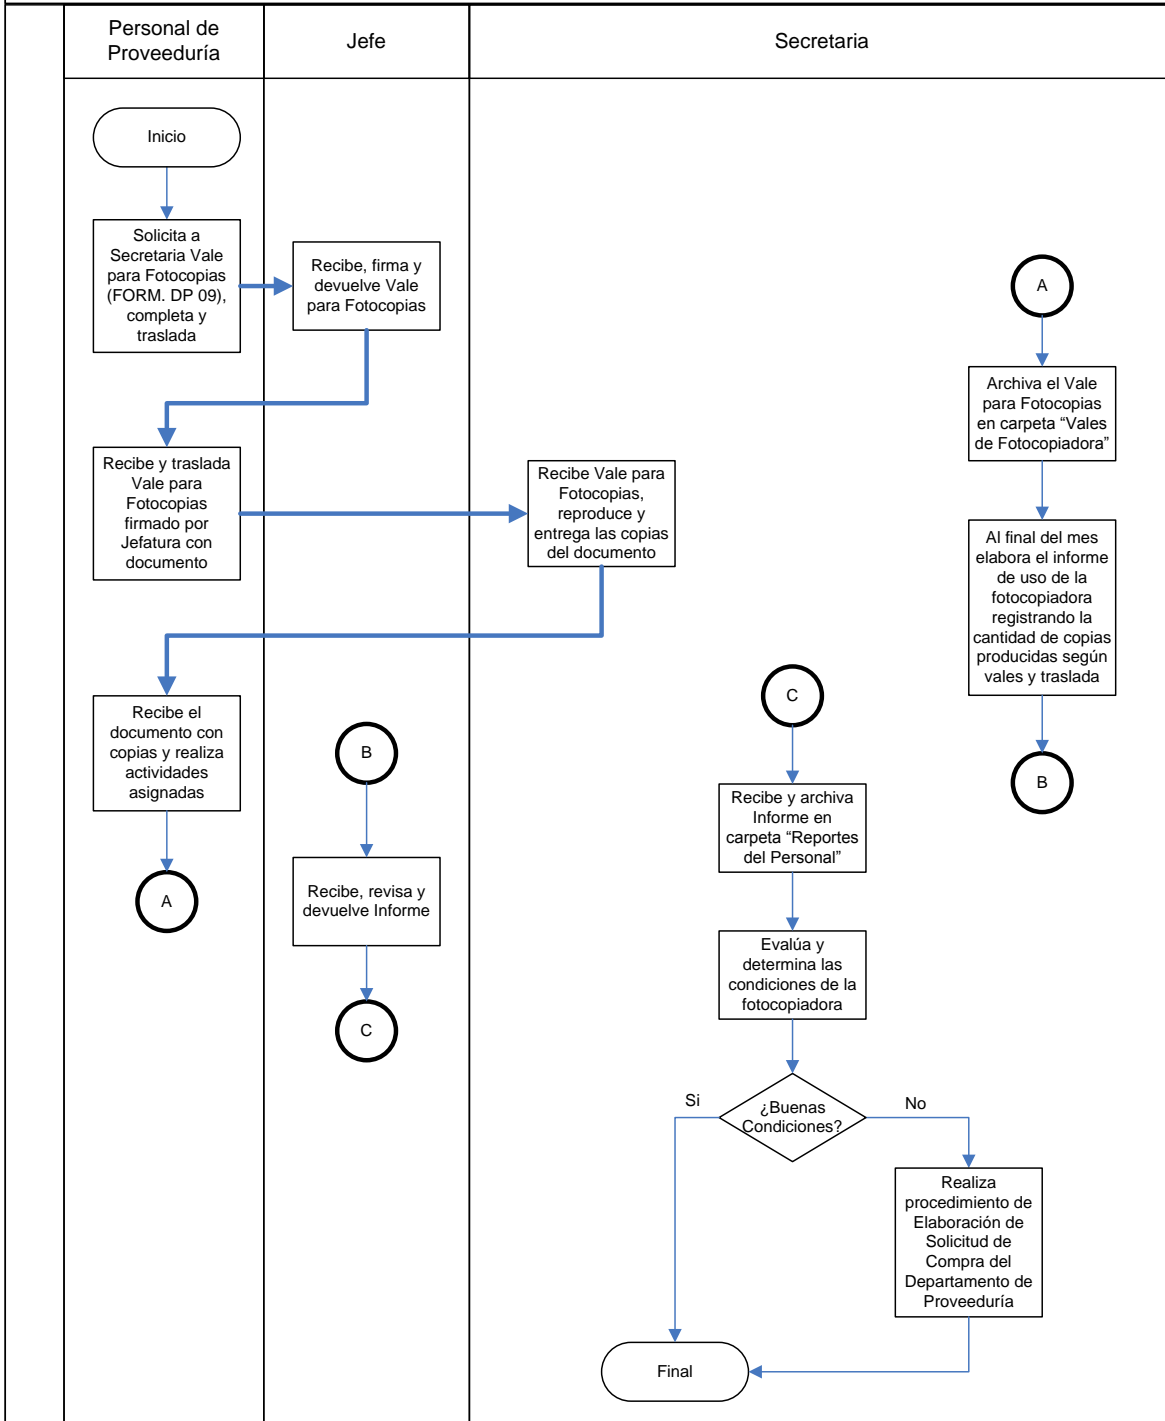 Personal de
Proveeduría
Jefe
Secretaria
Inicio
Solicita a
Secretaria Vale
para Fotocopias
(FORM. DP 09),
completa y
traslada
Recibe, firma y
devuelve Vale
para Fotocopias
Recibe y traslada
Vale para
Fotocopias
firmado por
Jefatura con
documento
Recibe Vale para
Fotocopias,
reproduce y
entrega las copias
del documento
Recibe el
documento con
copias y realiza
actividades
asignadas
A
A
Archiva el Vale
para Fotocopias
en carpeta “Vales
de Fotocopiadora”
Al final del mes
elabora el informe
de uso de la
fotocopiadora
registrando la
cantidad de copias
producidas según
vales y traslada
B
B
Recibe, revisa y
devuelve Informe
C
C
Recibe y archiva
Informe en
carpeta “Reportes
del Personal”
Evalúa y
determina las
condiciones de la
fotocopiadora
¿Buenas
Condiciones?
Si
No
Realiza
procedimiento de
Elaboración de
Solicitud de
Compra del
Departamento de
Proveeduría
Final